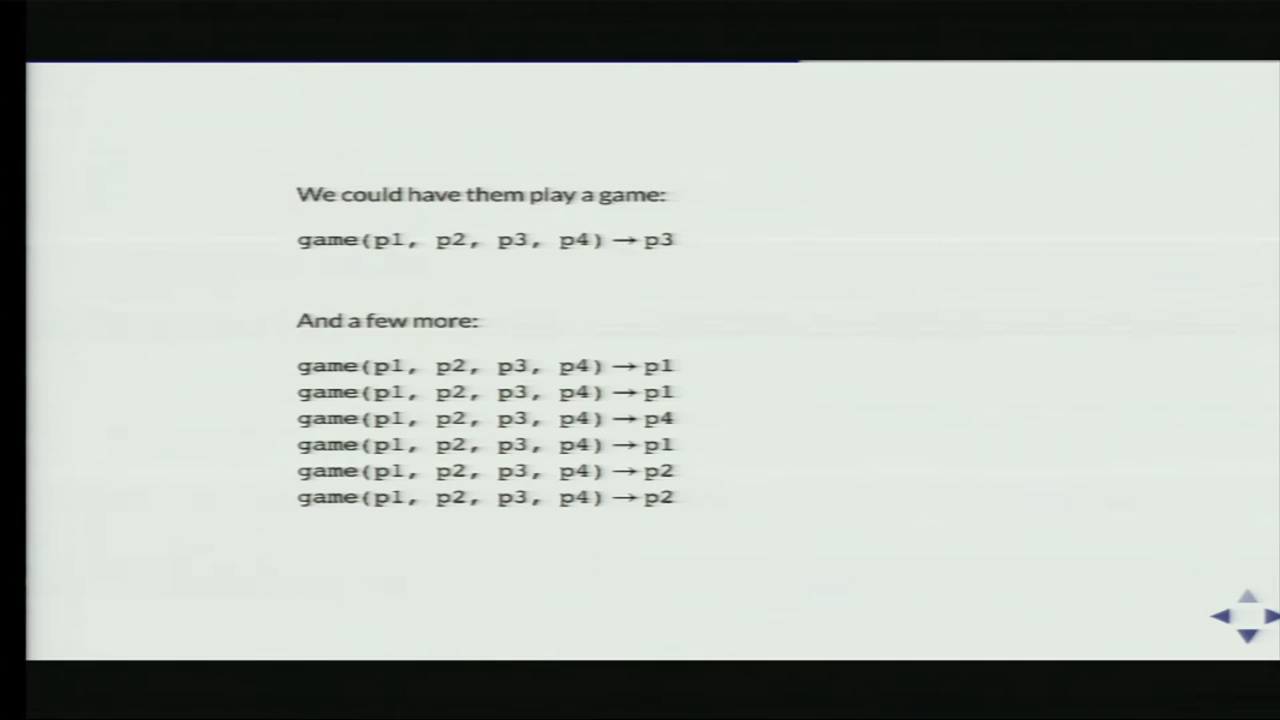 We could have them play a game:
game(p1, p2, p3, p4) → p3
And a few more:
game(p1, p2, p3, p4) → p1
game(p1, p2, p3, p4) → p1
game(p1, p2, p3, p4) → p4
game(p1, p2, p3, p4) → p1
game(p1, p2, p3, p4) → p2
game(p1, p2, p3, p4) → p2